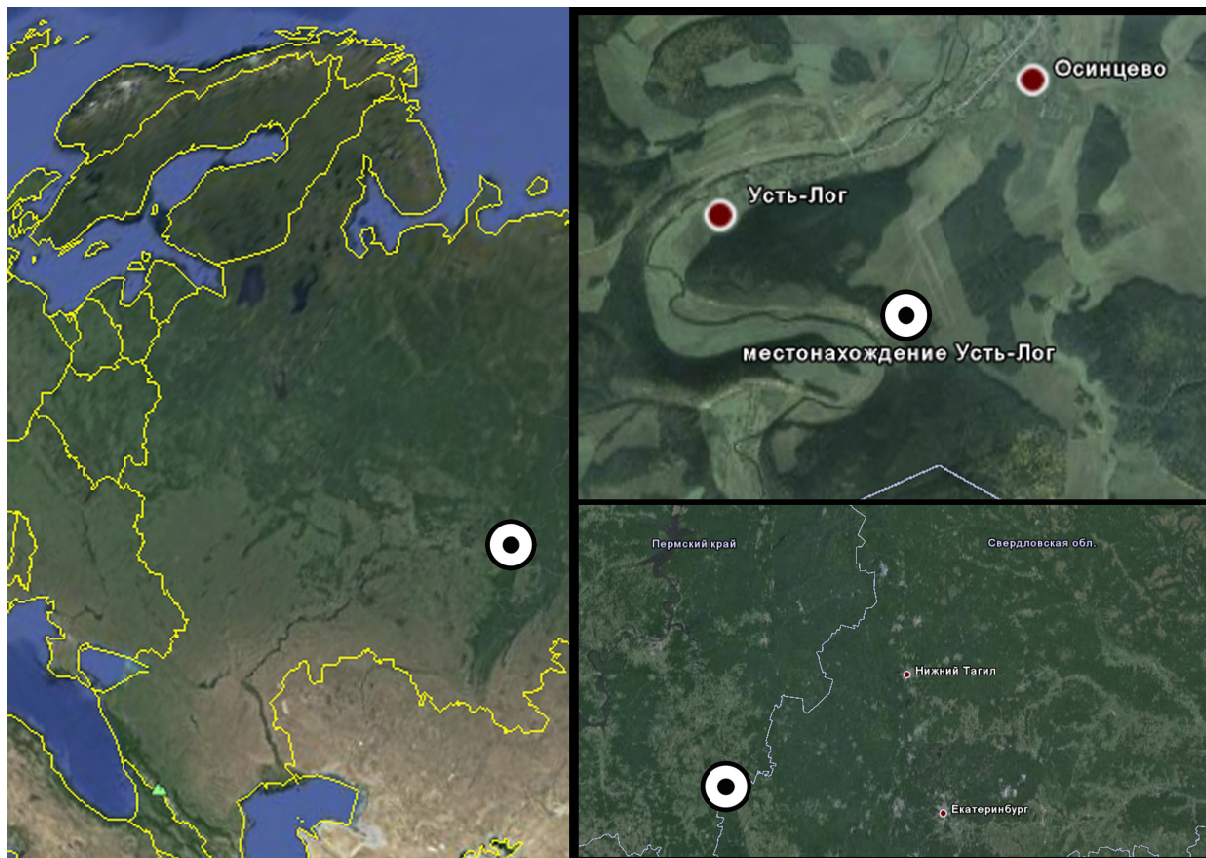 Осинцево
Усть-Лог
местонахождение Усть-Лог
Пермский край
Свердловская обл.
Нижний Тагил
Екатеринбург